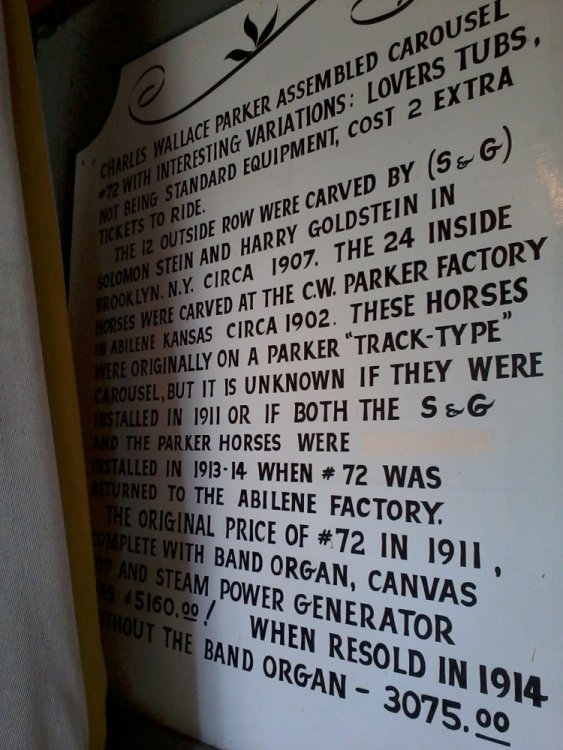 CHARLES WALLACE PARKER ASSEMBLED CAROUSEL
#72 WITH INTERESTING VARIATIONS: LOVERS TUBS,
NOT BEING STANDARD EQUIPMENT, COST 2 EXTRA
TICKETS TO RIDE.
THE 12 OUTSIDE ROW WERE CARVED BY (S & G)
SOLOMON STEIN AND HARRY GOLDSTEIN IN
BROOKLYN. N.Y. CIRCA 1907. THE 24 INSIDE
HORSES WERE CARVED AT THE C.W. PARKER FACTORY
IN ABILENE KANSAS CIRCA 1902. THESE HORSES
WERE ORIGINALLY ON A PARKER "TRACK-TYPE"
CAROUSEL, BUT IT IS UNKNOWN IF THEY WERE
INSTALLED IN 1911 OR IF BOTH THE S & G
AND THE PARKER HORSES WERE
INSTALLED IN 1913-14 WHEN #72 WAS
RETURNED TO THE ABILENE FACTORY.
THE ORIGINAL PRICE OF #72 IN 1911,
COMPLETE WITH BAND ORGAN, CANVAS
TOP AND STEAM POWER GENERATOR
WAS $5160.00! WHEN RESOLD IN 1914
WITHOUT THE BAND ORGAN - 3075.00